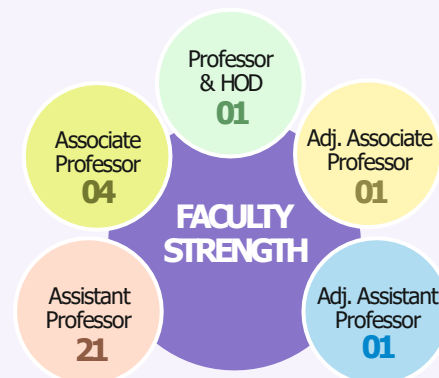 Professor
& HOD
01
Associate
Professor
04
Adj. Associate
Professor
01
FACULTY
STRENGTH
Assistant
Professor
21
Adj. Assistant
Professor
01